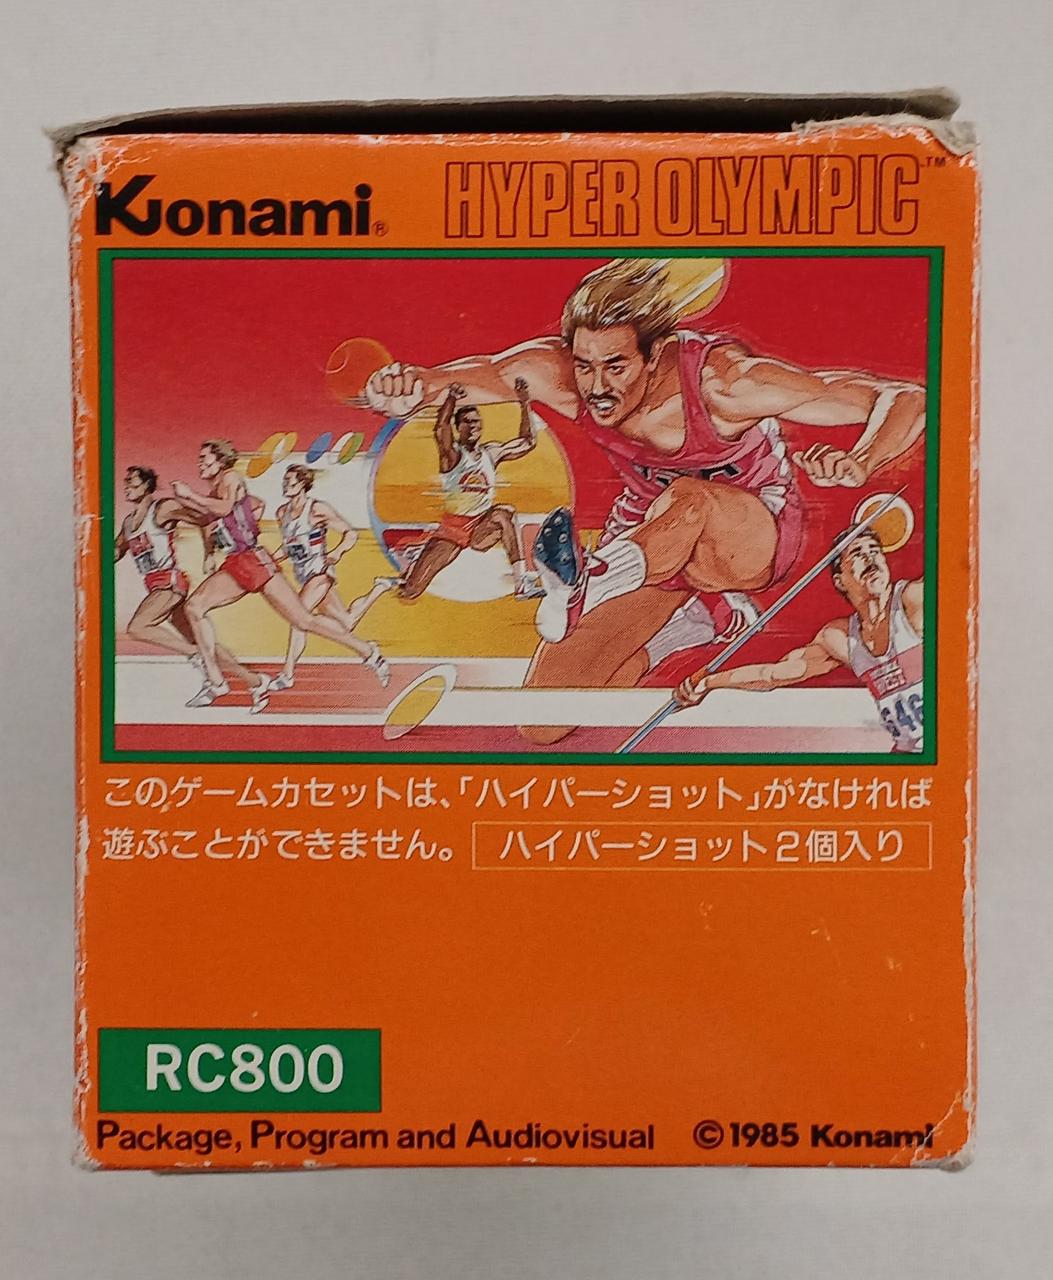 Konami®
HYPER OLYMPIC™
646
このゲームカセットは、「ハイパーショット」がなければ
遊ぶことができません。 ハイパーショット2個入り
RC800
Package, Program and Audiovisual © 1985 Konami